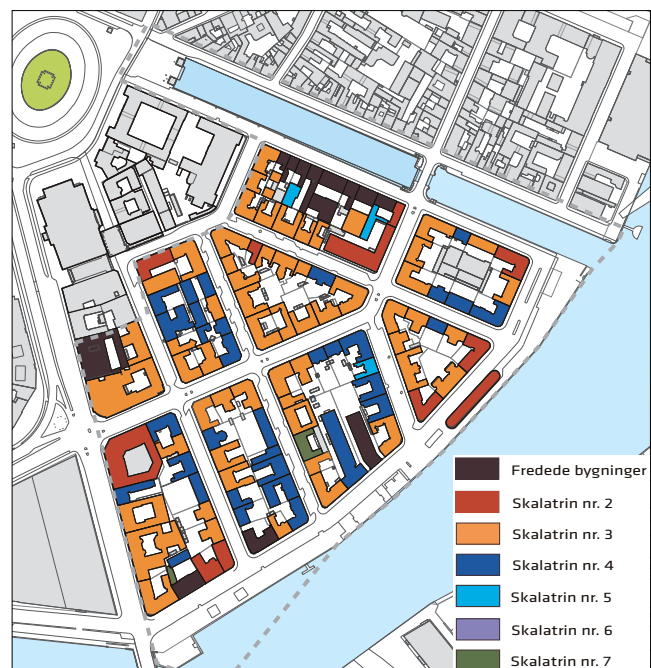 Fredede bygninger
Skalatrin nr. 2
Skalatrin nr. 3
Skalatrin nr. 4
Skalatrin nr. 5
Skalatrin nr. 6
Skalatrin nr. 7